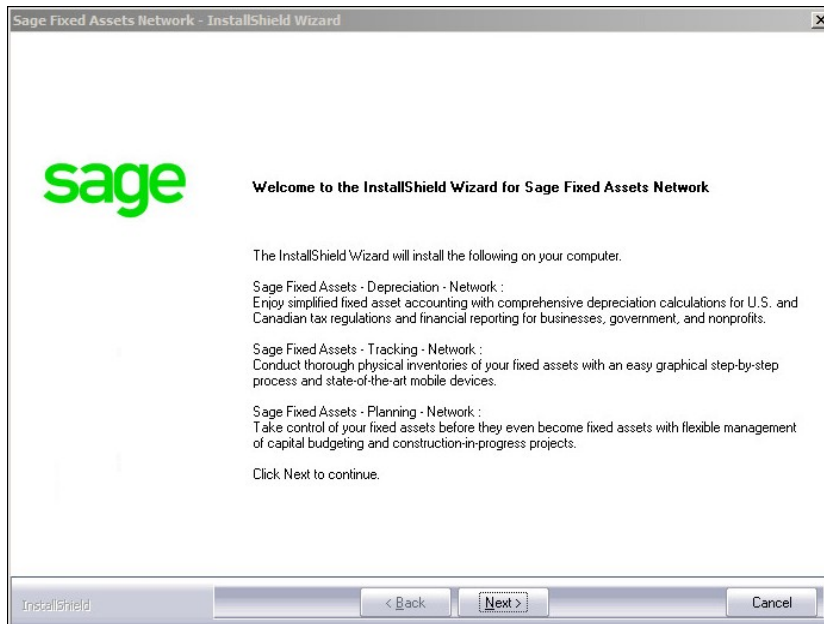 Sage Fixed Assets Network - InstallShield Wizard
sage
Welcome to the InstallShield Wizard for Sage Fixed Assets Network
The InstallShield Wizard will install the following on your computer.
Sage Fixed Assets - Depreciation - Network :
Enjoy simplified fixed asset accounting with comprehensive depreciation calculations for U.S. and
Canadian tax regulations and financial reporting for businesses, government, and nonprofits.
Sage Fixed Assets - Tracking - Network :
Conduct thorough physical inventories of your fixed assets with an easy graphical step-by-step
process and state-of-the-art mobile devices.
Sage Fixed Assets - Planning - Network :
Take control of your fixed assets before they even become fixed assets with flexible management
of capital budgeting and construction-in-progress projects.
Click Next to continue.
InstallShield
< Back
Next >
Cancel